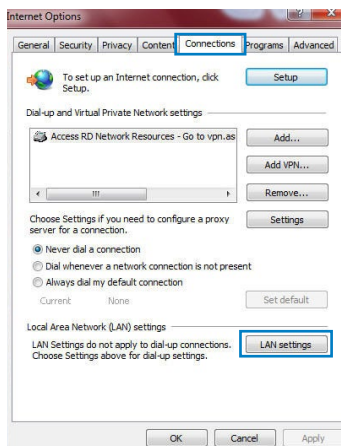 Internet Options
General Security Privacy Content Connections Programs Advanced
To set up an Internet connection, click
Setup.
Setup
Dial-up and Virtual Private Network settings
Access RD Network Resources - Go to vpn.as
Add...
Add VPN...
Remove...
Choose Settings if you need to configure a proxy
server for a connection.
Settings
Never dial a connection
Dial whenever a network connection is not present
Always dial my default connection
Current None
Set default
Local Area Network (LAN) settings
LAN Settings do not apply to dial-up connections.
Choose Settings above for dial-up settings.
LAN settings
OK Cancel Apply